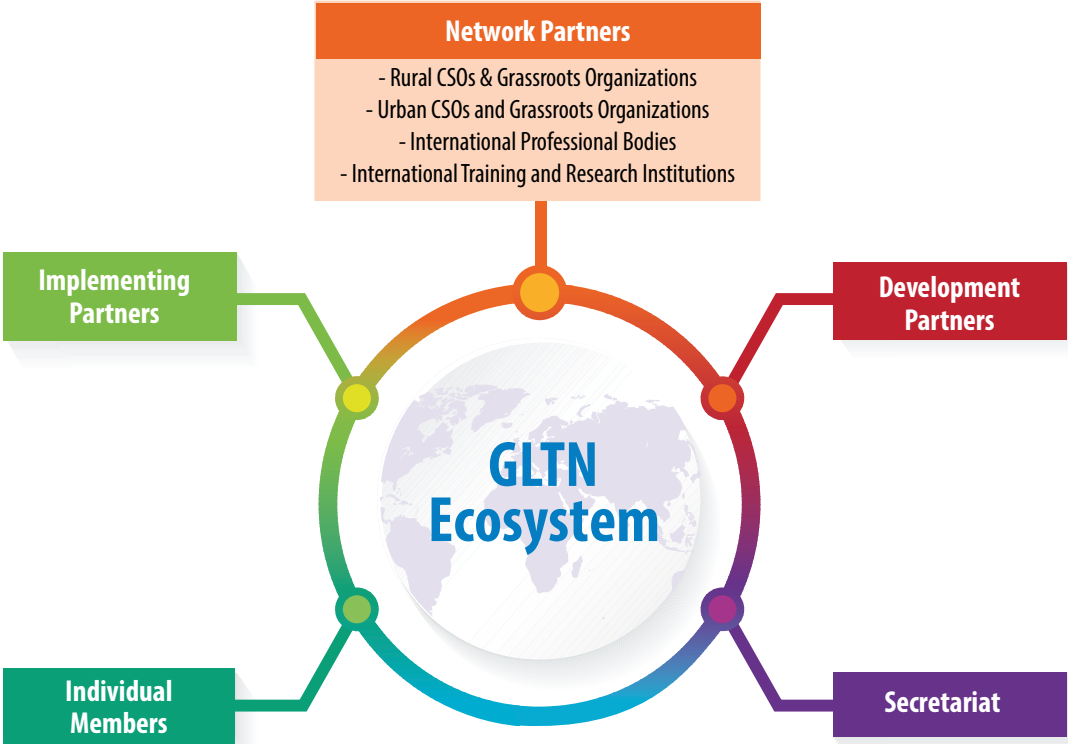 Network Partners
- Rural CSOs & Grassroots Organizations
- Urban CSOs and Grassroots Organizations
- International Professional Bodies
- International Training and Research Institutions
Implementing
Partners
Development
Partners
GLTN
Ecosystem
Individual
Members
Secretariat